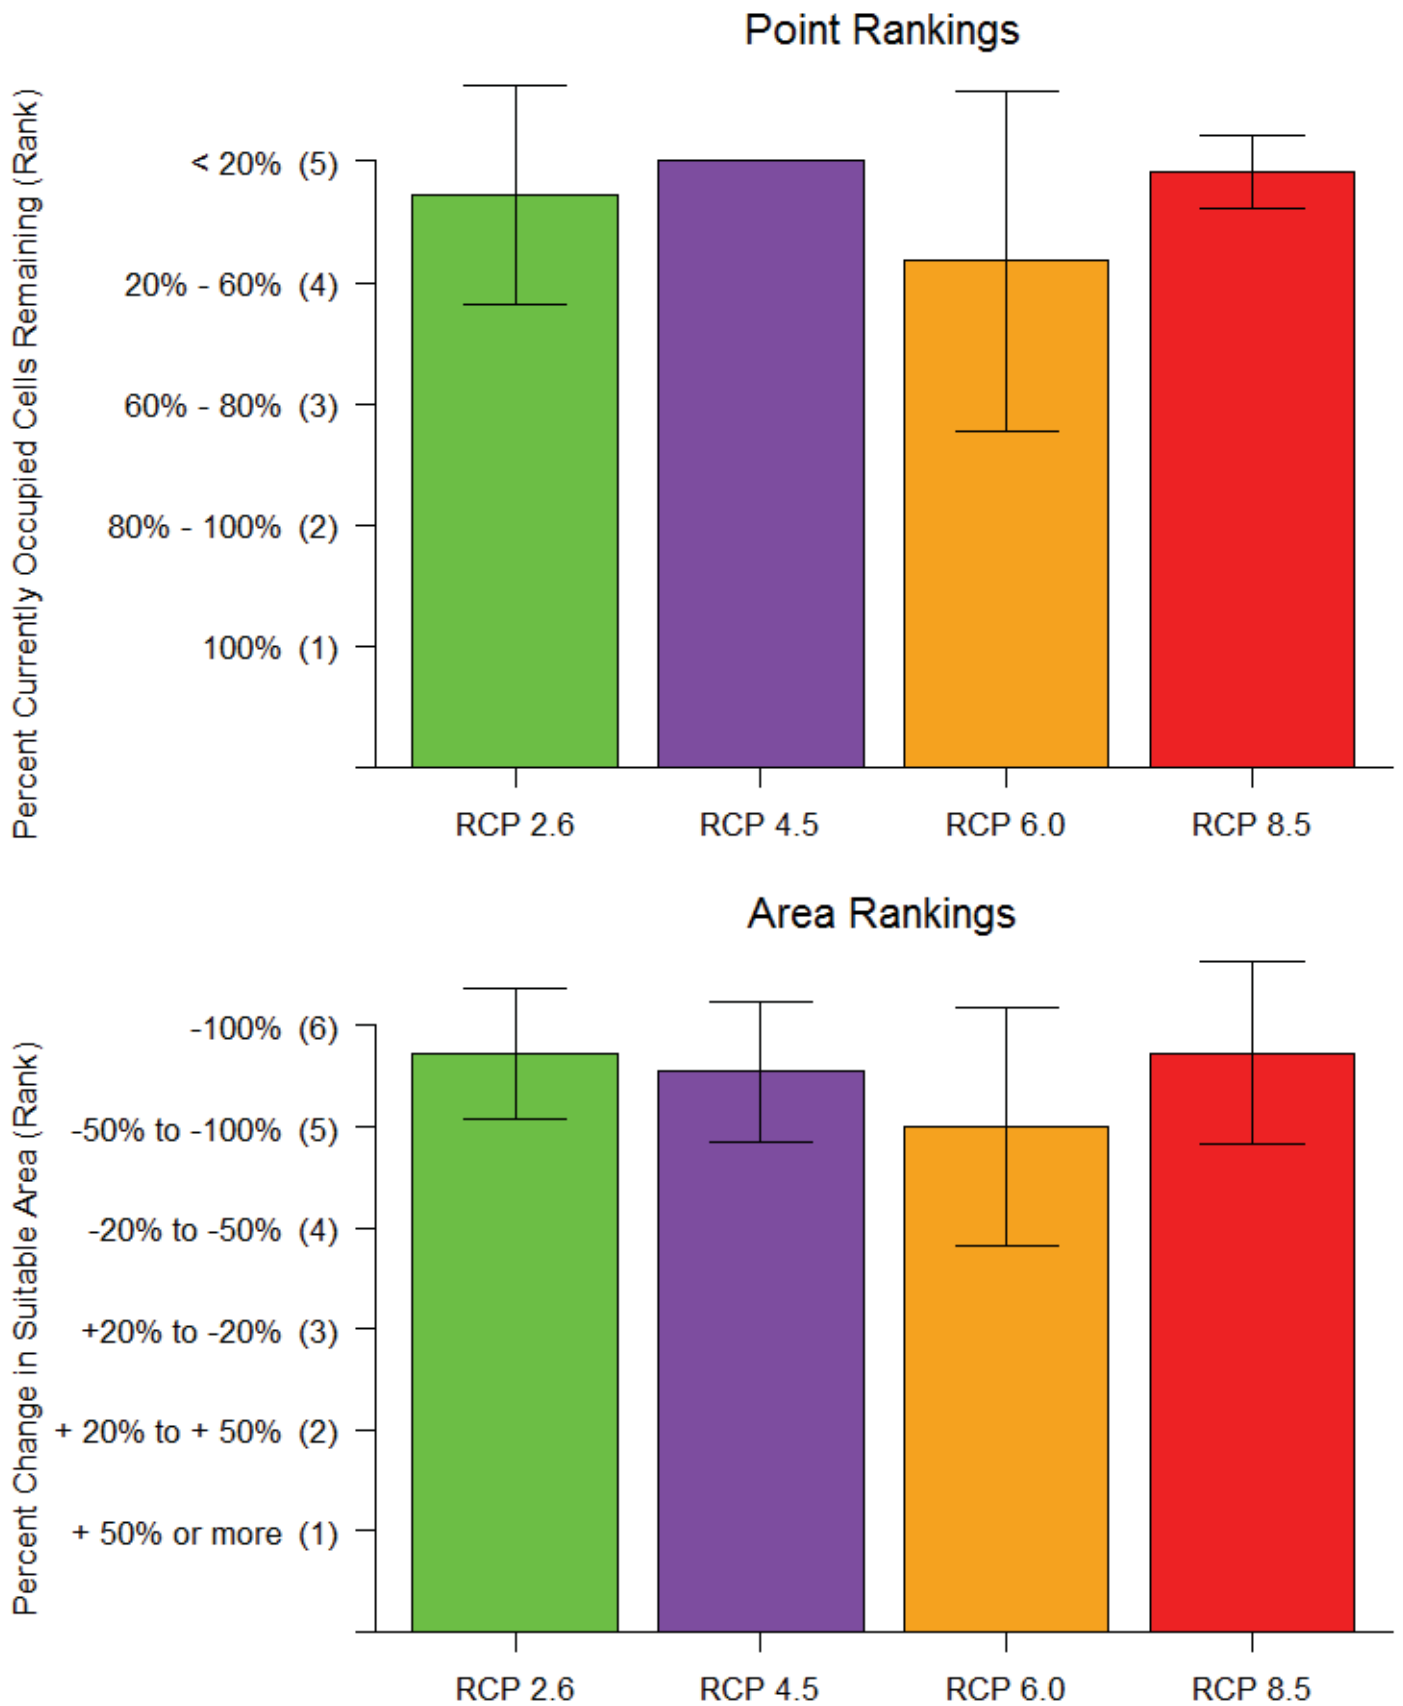 Point Rankings
Percent Currently Occupied Cells Remaining (Rank)
< 20% (5)
20% - 60% (4)
60% - 80% (3)
80% - 100% (2)
100% (1)
RCP 2.6 RCP 4.5 RCP 6.0 RCP 8.5
Area Rankings
Percent Change in Suitable Area (Rank)
-100% (6)
-50% to -100% (5)
-20% to -50% (4)
+20% to -20% (3)
+ 20% to + 50% (2)
+ 50% or more (1)
RCP 2.6 RCP 4.5 RCP 6.0 RCP 8.5